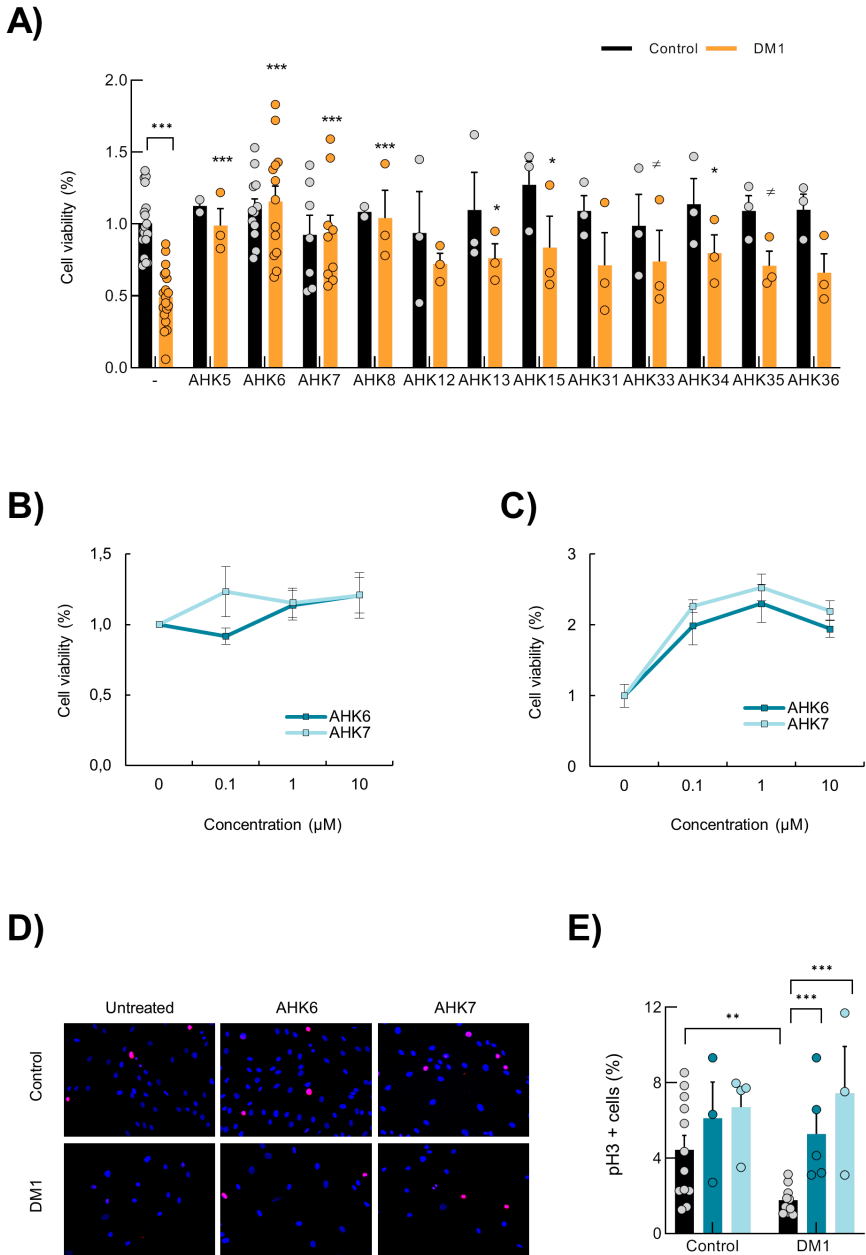 A)
Control DM1
2.0
1.5
1.0
0.5
0.0
Cell viability (%)
*** *** *** *** *** * * ≠ * ≠
- AHK5 AHK6 AHK7 AHK8 AHK12 AHK13 AHK15 AHK31 AHK33 AHK34 AHK35 AHK36
B)
1,5
1,0
0,5
0,0
Cell viability (%)
AHK6
AHK7
0 0.1 1 10
Concentration (µM)
C)
3
2
1
0
Cell viability (%)
AHK6
AHK7
0 0.1 1 10
Concentration (µM)
D)
Untreated AHK6 AHK7
Control
DM1
E)
12
8
4
0
pH3 + cells (%)
** *** ***
Control DM1